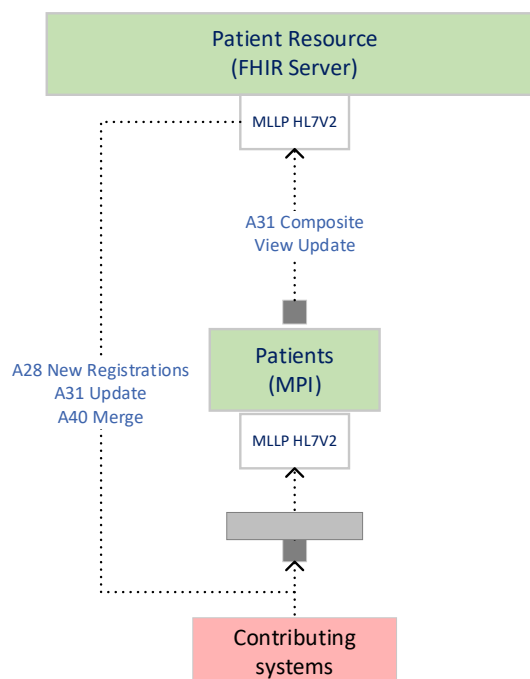 Patient Resource
(FHIR Server)
MLLP HL7V2
A31 Composite
View Update
Patients
(MPI)
A28 New Registrations
A31 Update
A40 Merge
MLLP HL7V2
Contributing
systems